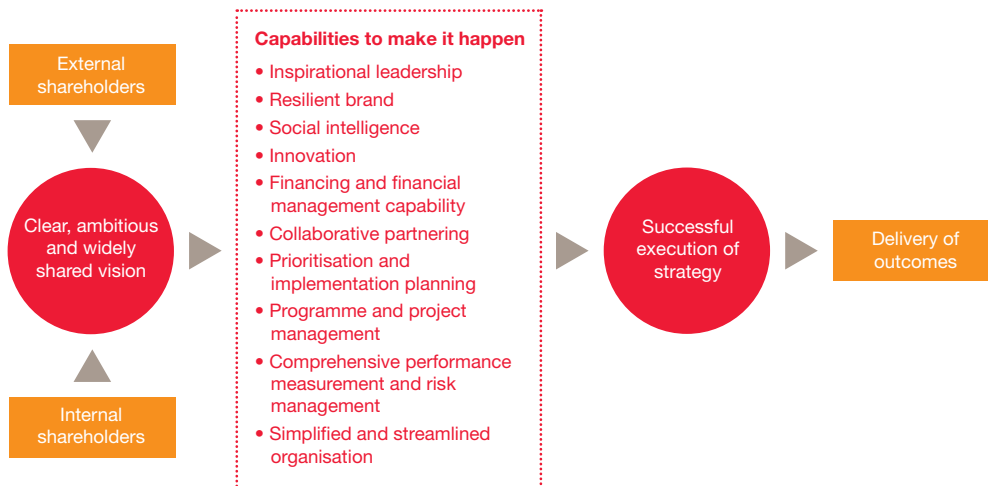 External
shareholders
Clear, ambitious
and widely
shared vision
Internal
shareholders
Capabilities to make it happen
• Inspirational leadership
• Resilient brand
• Social intelligence
• Innovation
• Financing and financial
management capability
• Collaborative partnering
• Prioritisation and
implementation planning
• Programme and project
management
• Comprehensive performance
measurement and risk
management
• Simplified and streamlined
organisation
Successful
execution of
strategy
Delivery of
outcomes